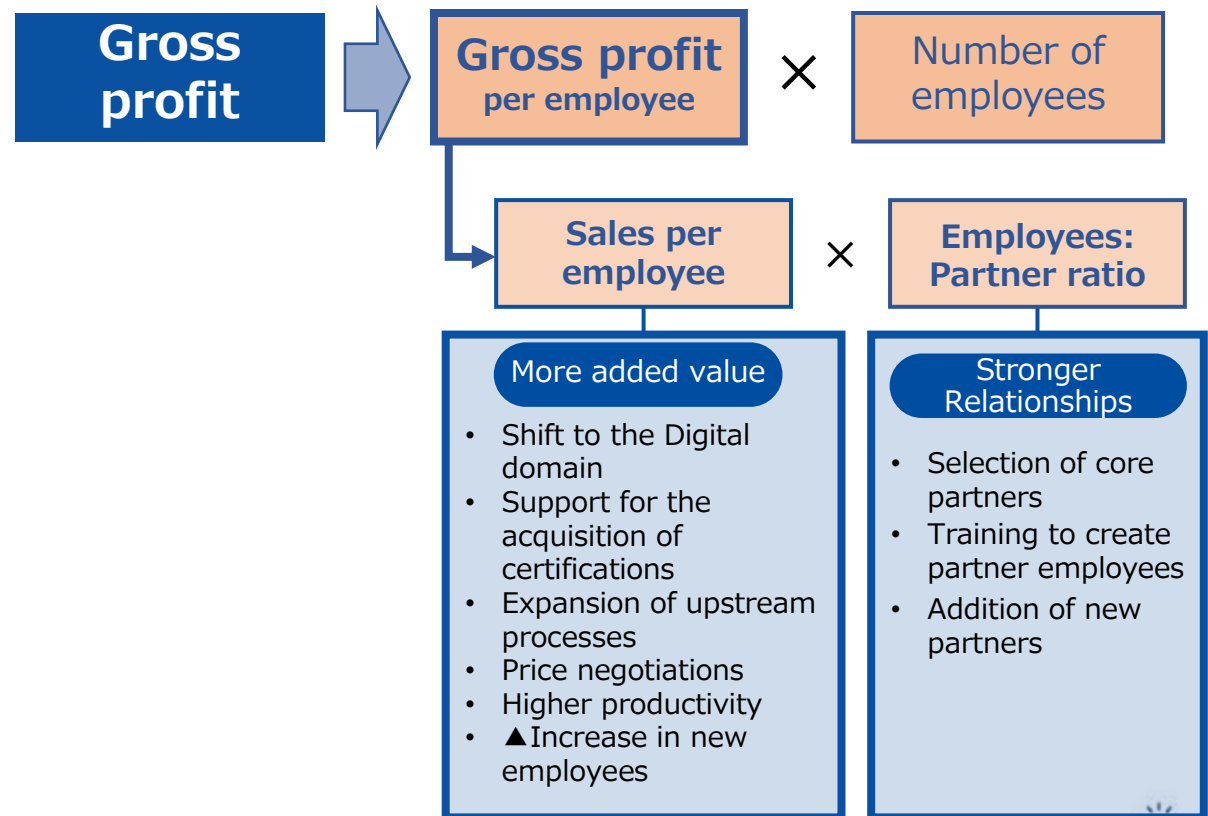 Gross
profit
Gross profit
per employee
×
Number of
employees
Sales per
employee
×
Employees:
Partner ratio
More added value
• Shift to the Digital
domain
• Support for the
acquisition of
certifications
• Expansion of upstream
processes
• Price negotiations
• Higher productivity
• ▲Increase in new
employees
Stronger
Relationships
• Selection of core
partners
• Training to create
partner employees
• Addition of new
partners